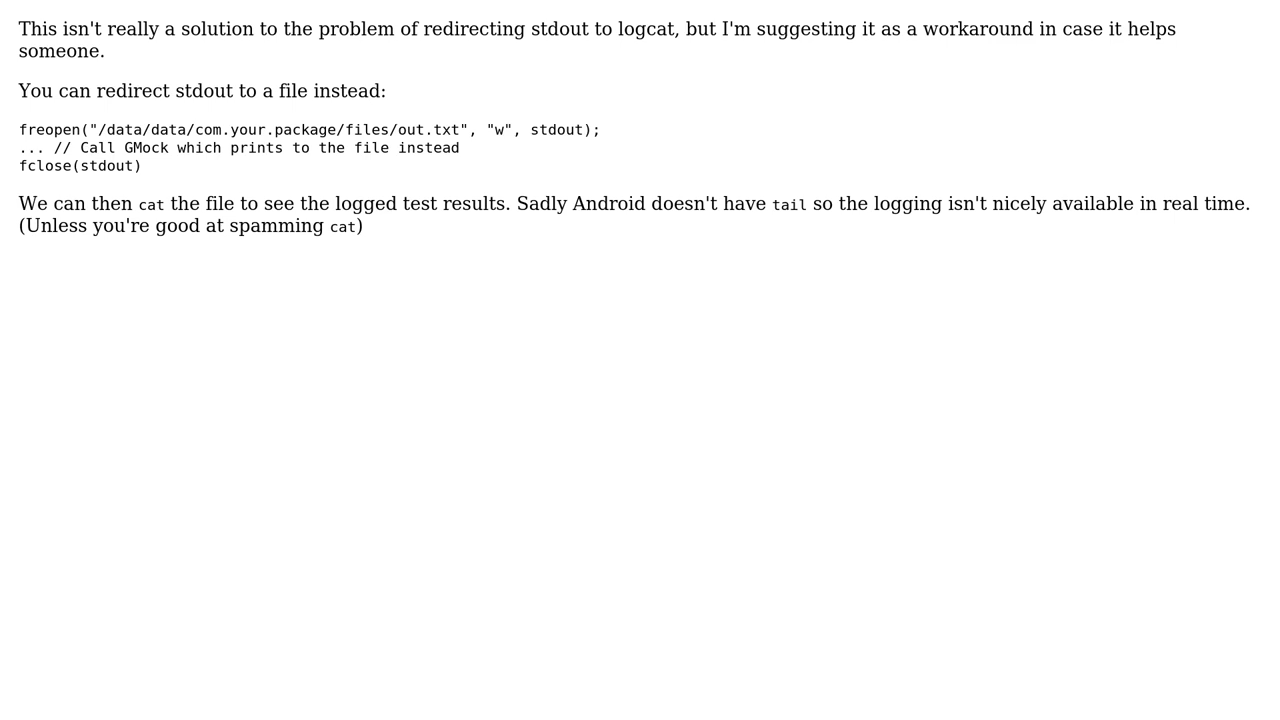 This isn't really a solution to the problem of redirecting stdout to logcat, but I'm suggesting it as a workaround in case it helps
someone.
You can redirect stdout to a file instead:
freopen("/data/data/com.your.package/files/out.txt", "w", stdout);
... // Call GMock which prints to the file instead
fclose(stdout)
We can then cat the file to see the logged test results. Sadly Android doesn't have tail so the logging isn't nicely available in real time.
(Unless you're good at spamming cat)